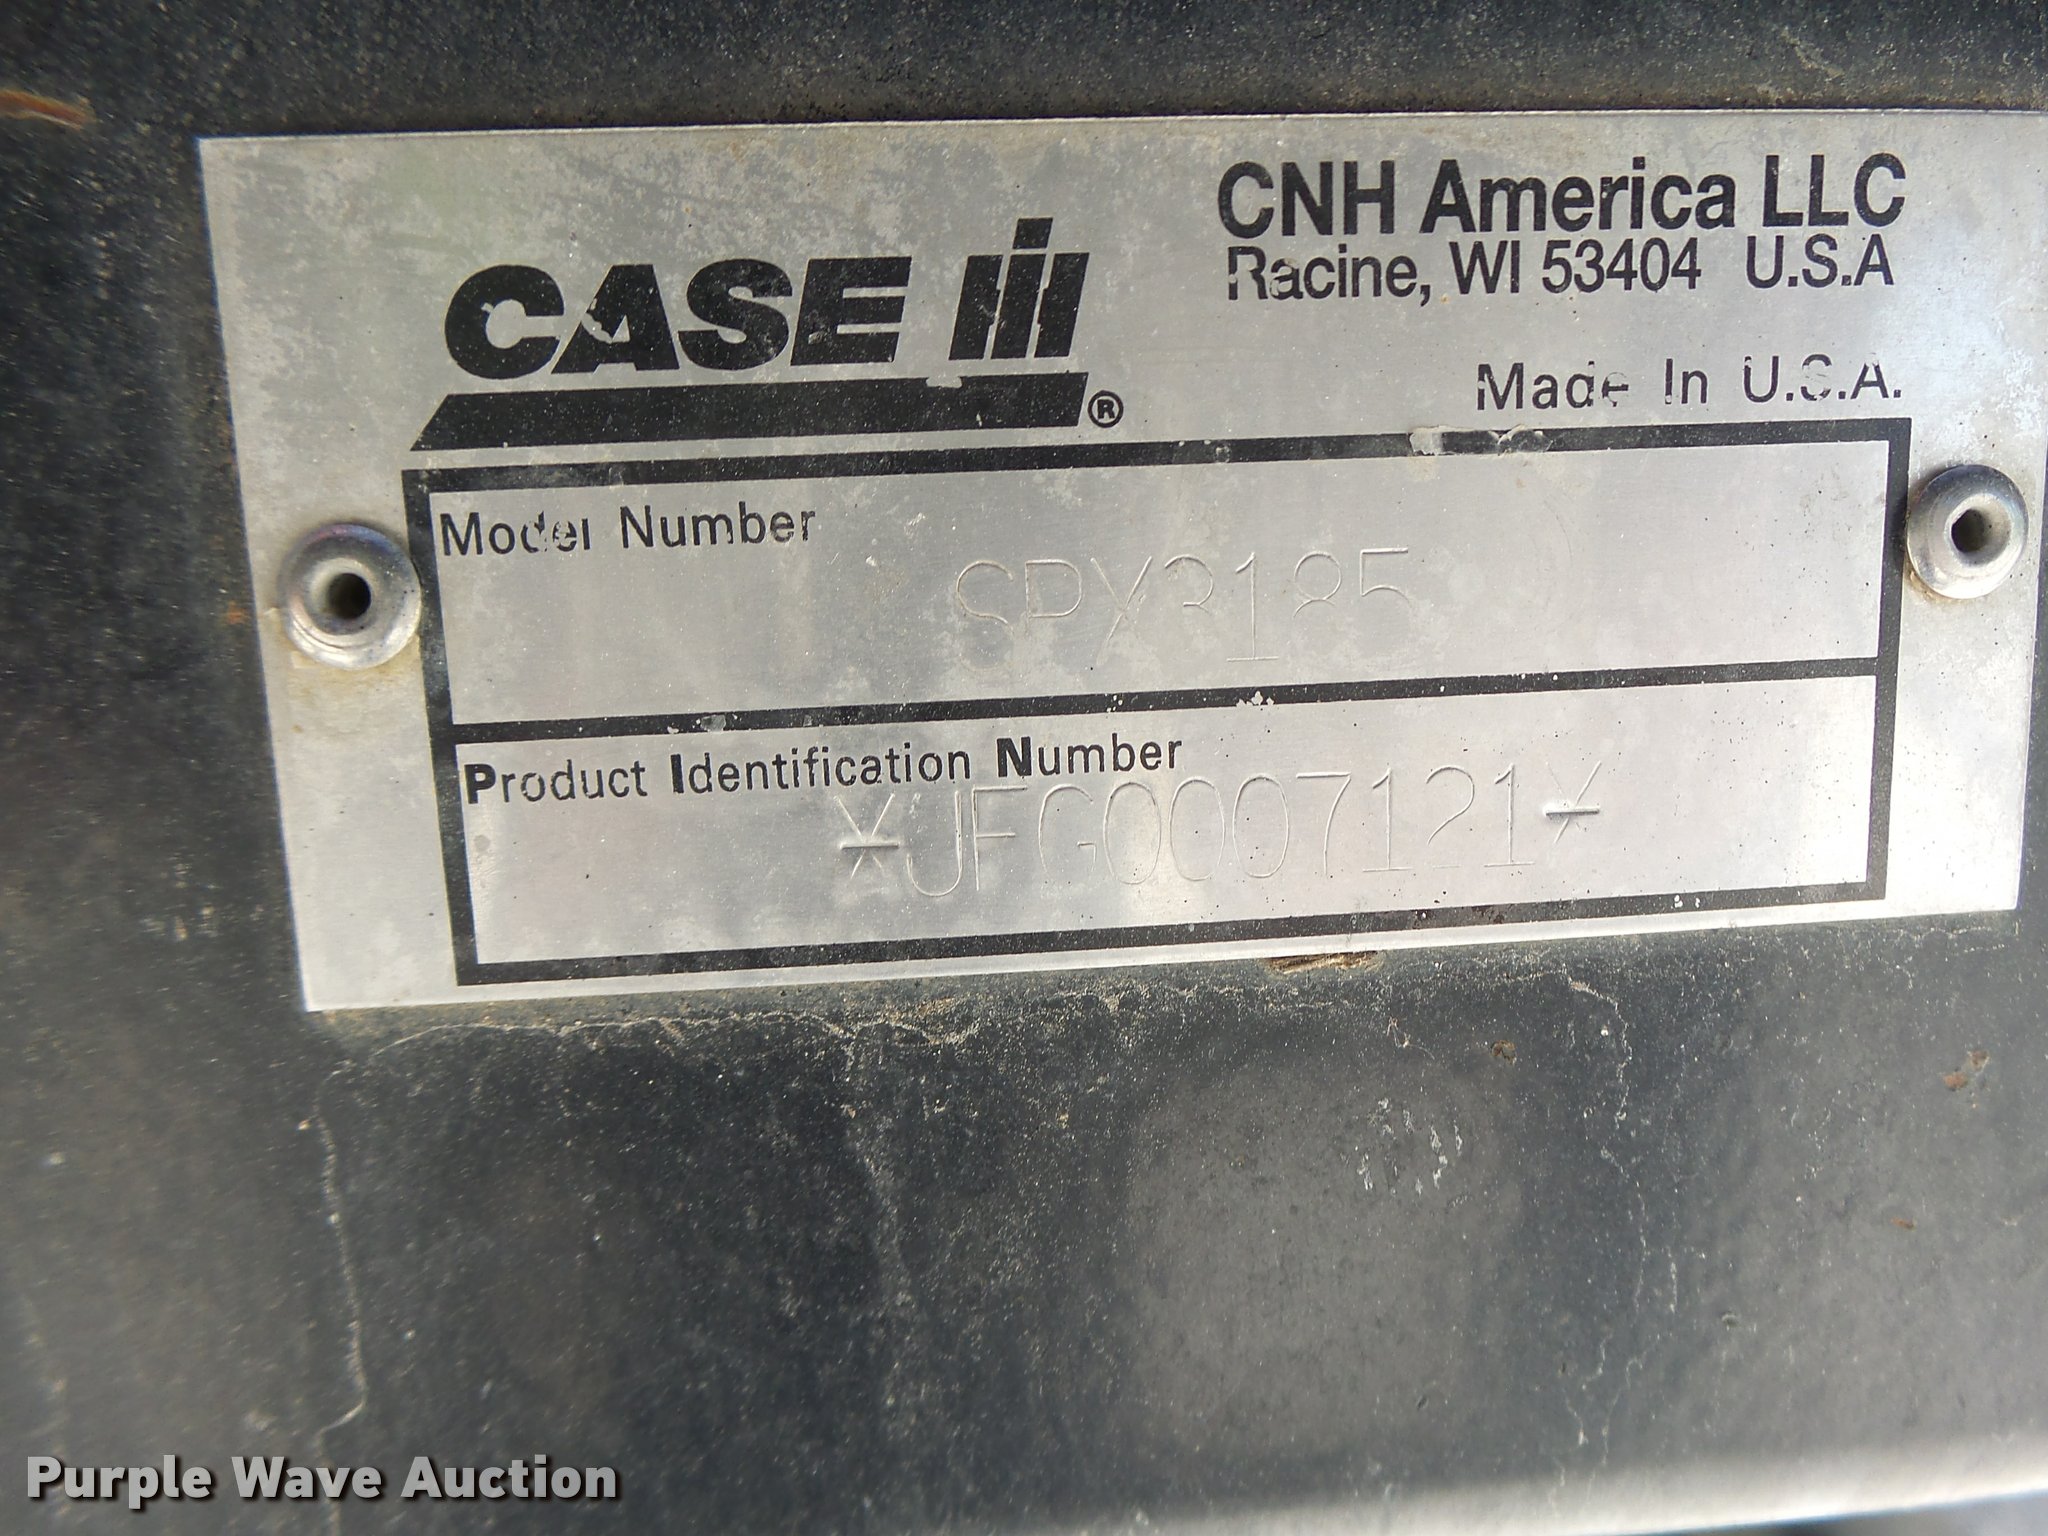 CASE IH®
CNH America LLC
Racine, WI 53404 U.S.A
Made In U.S.A.
Model Number
SPX3185
Product Identification Number
*JFG0007121*
Purple Wave Auction